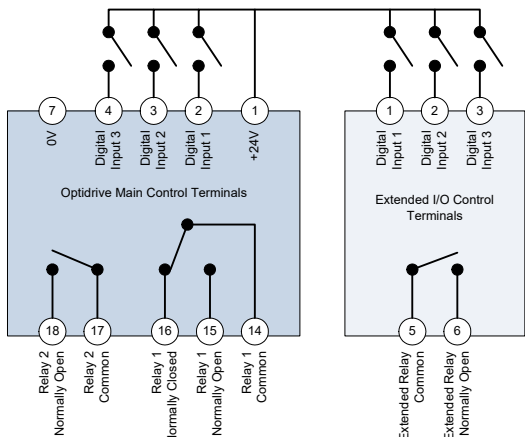 7
4
3
2
1
1
2
3
0V
Digital
Input 3
Digital
Input 2
Digital
Input 1
+24V
Digital
Input 1
Digital
Input 2
Digital
Input 3
Optidrive Main Control Terminals
Extended I/O Control
Terminals
18
17
16
15
14
5
6
Relay 2
Normally Open
Relay 2
Common
Relay 1
Normally Closed
Relay 1
Normally Open
Relay 1
Common
Extended Relay
Common
Extended Relay
Normally Open